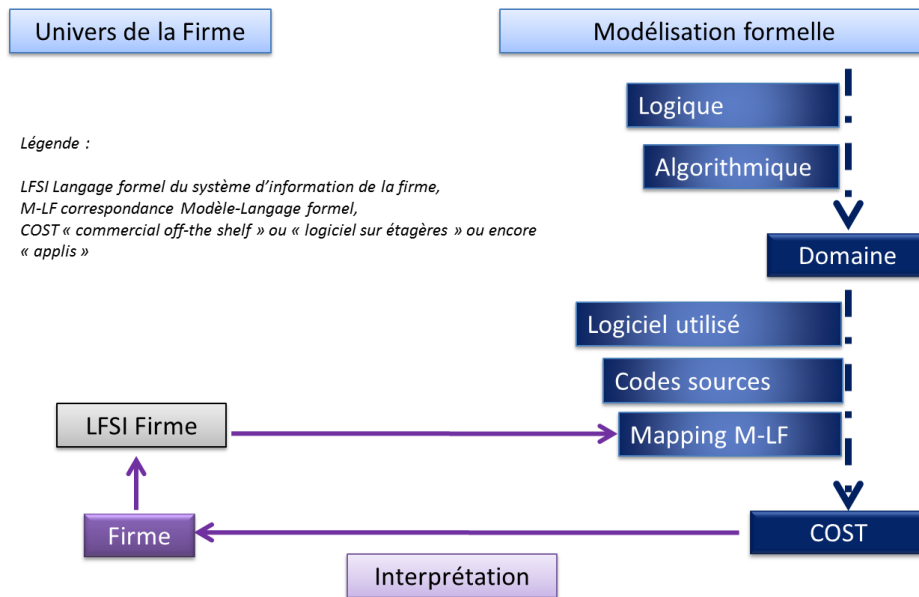 Univers de la Firme
Modélisation formelle
Logique
Légende :
Algorithmique
LFSI Langage formel du système d’information de la firme,
M-LF correspondance Modèle-Langage formel,
COST « commercial off-the shelf » ou « logiciel sur étagères » ou encore
« applis »
Domaine
Logiciel utilisé
Codes sources
LFSI Firme
Mapping M-LF
Firme
COST
Interprétation